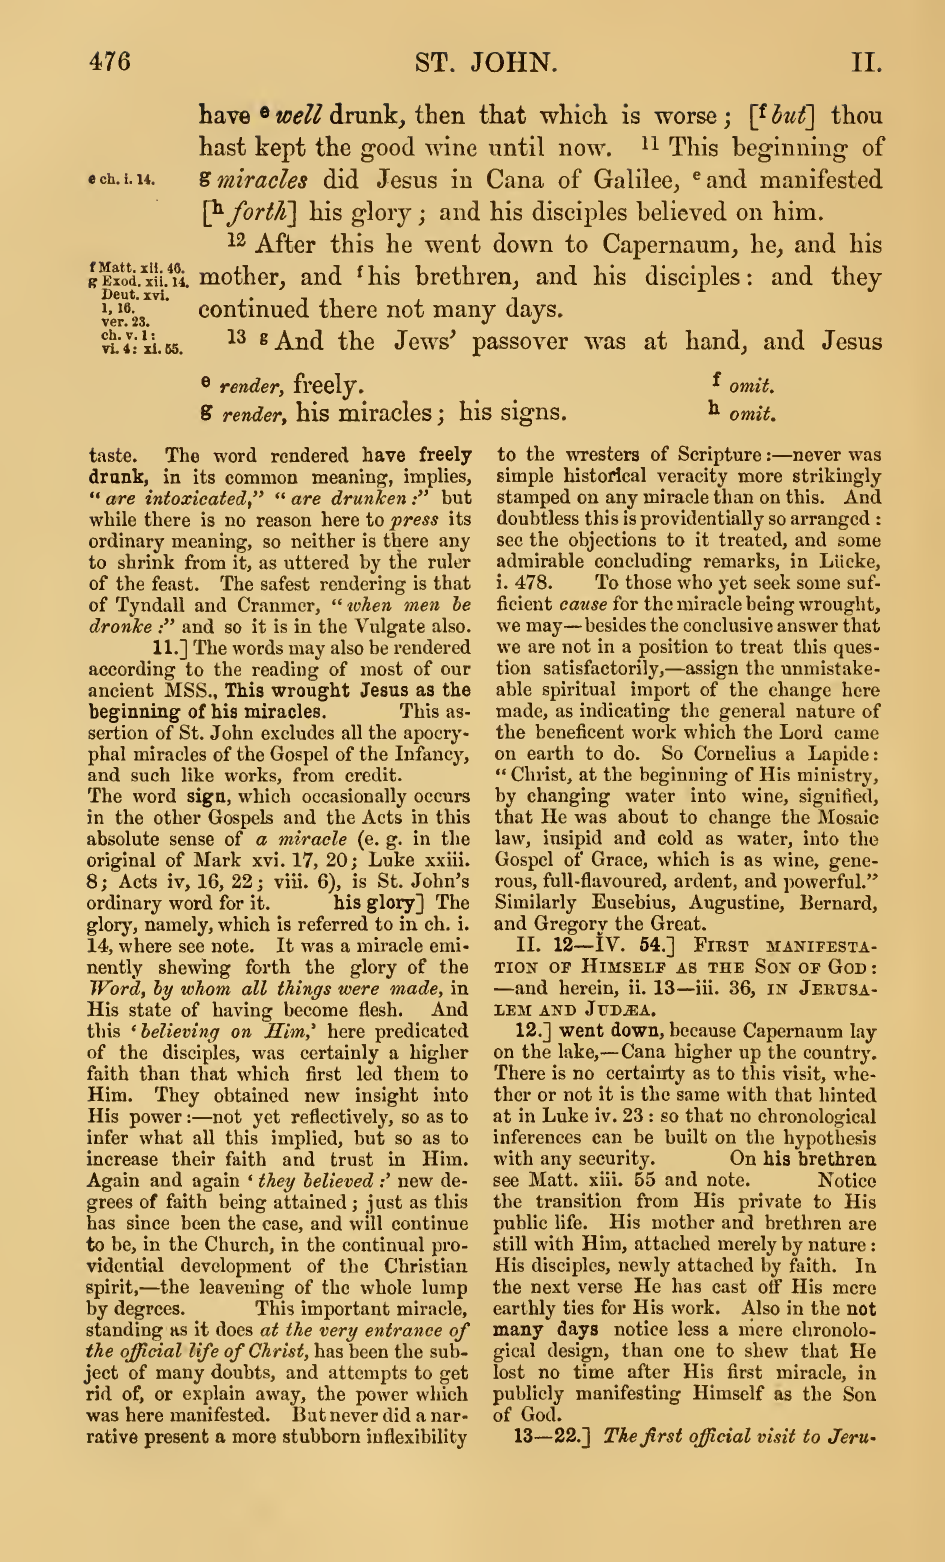 476 ST. JOHN. II.
have e well drunk, then that which is worse; [f but] thou
hast kept the good wine until now. 11 This beginning of
e ch. i. 14.
g miracles did Jesus in Cana of Galilee, e and manifested
[h forth] his glory; and his disciples believed on him.
12 After this he went down to Capernaum, he, and his
f Matt. xii. 46.
g Exod. xii. 14.
Deut. xvi.
1, 16.
ver. 23.
ch. v. 1:
vi. 4: xi. 55.
mother, and f his brethren, and his disciples: and they
continued there not many days.
13 g And the Jews' passover was at hand, and Jesus
e render, freely. f omit.
g render, his miracles; his signs. h omit.
taste. The word rendered have freely
drunk, in its common meaning, implies,
"are intoxicated," "are drunken:" but
while there is no reason here to press its
ordinary meaning, so neither is there any
to shrink from it, as uttered by the ruler
of the feast. The safest rendering is that
of Tyndall and Cranmer, "when men be
dronke:" and so it is in the Vulgate also.
11.] The words may also be rendered
according to the reading of most of our
ancient MSS., This wrought Jesus as the
beginning of his miracles. This as-
sertion of St. John excludes all the apocry-
phal miracles of the Gospel of the Infancy,
and such like works, from credit.
The word sign, which occasionally occurs
in the other Gospels and the Acts in this
absolute sense of a miracle (e. g. in the
original of Mark xvi. 17, 20; Luke xxiii.
8; Acts iv, 16, 22; viii. 6), is St. John's
ordinary word for it. his glory] The
glory, namely, which is referred to in ch. i.
14, where see note. It was a miracle emi-
nently shewing forth the glory of the
Word, by whom all things were made, in
His state of having become flesh. And
this 'believing on Him,' here predicated
of the disciples, was certainly a higher
faith than that which first led them to
Him. They obtained new insight into
His power:—not yet reflectively, so as to
infer what all this implied, but so as to
increase their faith and trust in Him.
Again and again 'they believed:' new de-
grees of faith being attained; just as this
has since been the case, and will continue
to be, in the Church, in the continual pro-
vidential development of the Christian
spirit,—the leavening of the whole lump
by degrees. This important miracle,
standing as it does at the very entrance of
the official life of Christ, has been the sub-
ject of many doubts, and attempts to get
rid of, or explain away, the power which
was here manifested. But never did a nar-
rative present a more stubborn inflexibility
to the wresters of Scripture:—never was
simple historical veracity more strikingly
stamped on any miracle than on this. And
doubtless this is providentially so arranged:
see the objections to it treated, and some
admirable concluding remarks, in Lücke,
i. 478. To those who yet seek some suf-
ficient cause for the miracle being wrought,
we may—besides the conclusive answer that
we are not in a position to treat this ques-
tion satisfactorily,—assign the unmistake-
able spiritual import of the change here
made, as indicating the general nature of
the beneficent work which the Lord came
on earth to do. So Cornelius a Lapide:
"Christ, at the beginning of His ministry,
by changing water into wine, signified,
that He was about to change the Mosaic
law, insipid and cold as water, into the
Gospel of Grace, which is as wine, gene-
rous, full-flavoured, ardent, and powerful."
Similarly Eusebius, Augustine, Bernard,
and Gregory the Great.
II. 12—IV. 54.] FIRST MANIFESTA-
TION OF HIMSELF AS THE SON OF GOD:
—and herein, ii. 13—iii. 36, IN JERUSA-
LEM AND JUDÆA.
12.] went down, because Capernaum lay
on the lake,—Cana higher up the country.
There is no certainty as to this visit, whe-
ther or not it is the same with that hinted
at in Luke iv. 23: so that no chronological
inferences can be built on the hypothesis
with any security. On his brethren
see Matt. xiii. 55 and note. Notice
the transition from His private to His
public life. His mother and brethren are
still with Him, attached merely by nature:
His disciples, newly attached by faith. In
the next verse He has cast off His mere
earthly ties for His work. Also in the not
many days notice less a mere chronolo-
gical design, than one to shew that He
lost no time after His first miracle, in
publicly manifesting Himself as the Son
of God.
13—22.] The first official visit to Jeru-